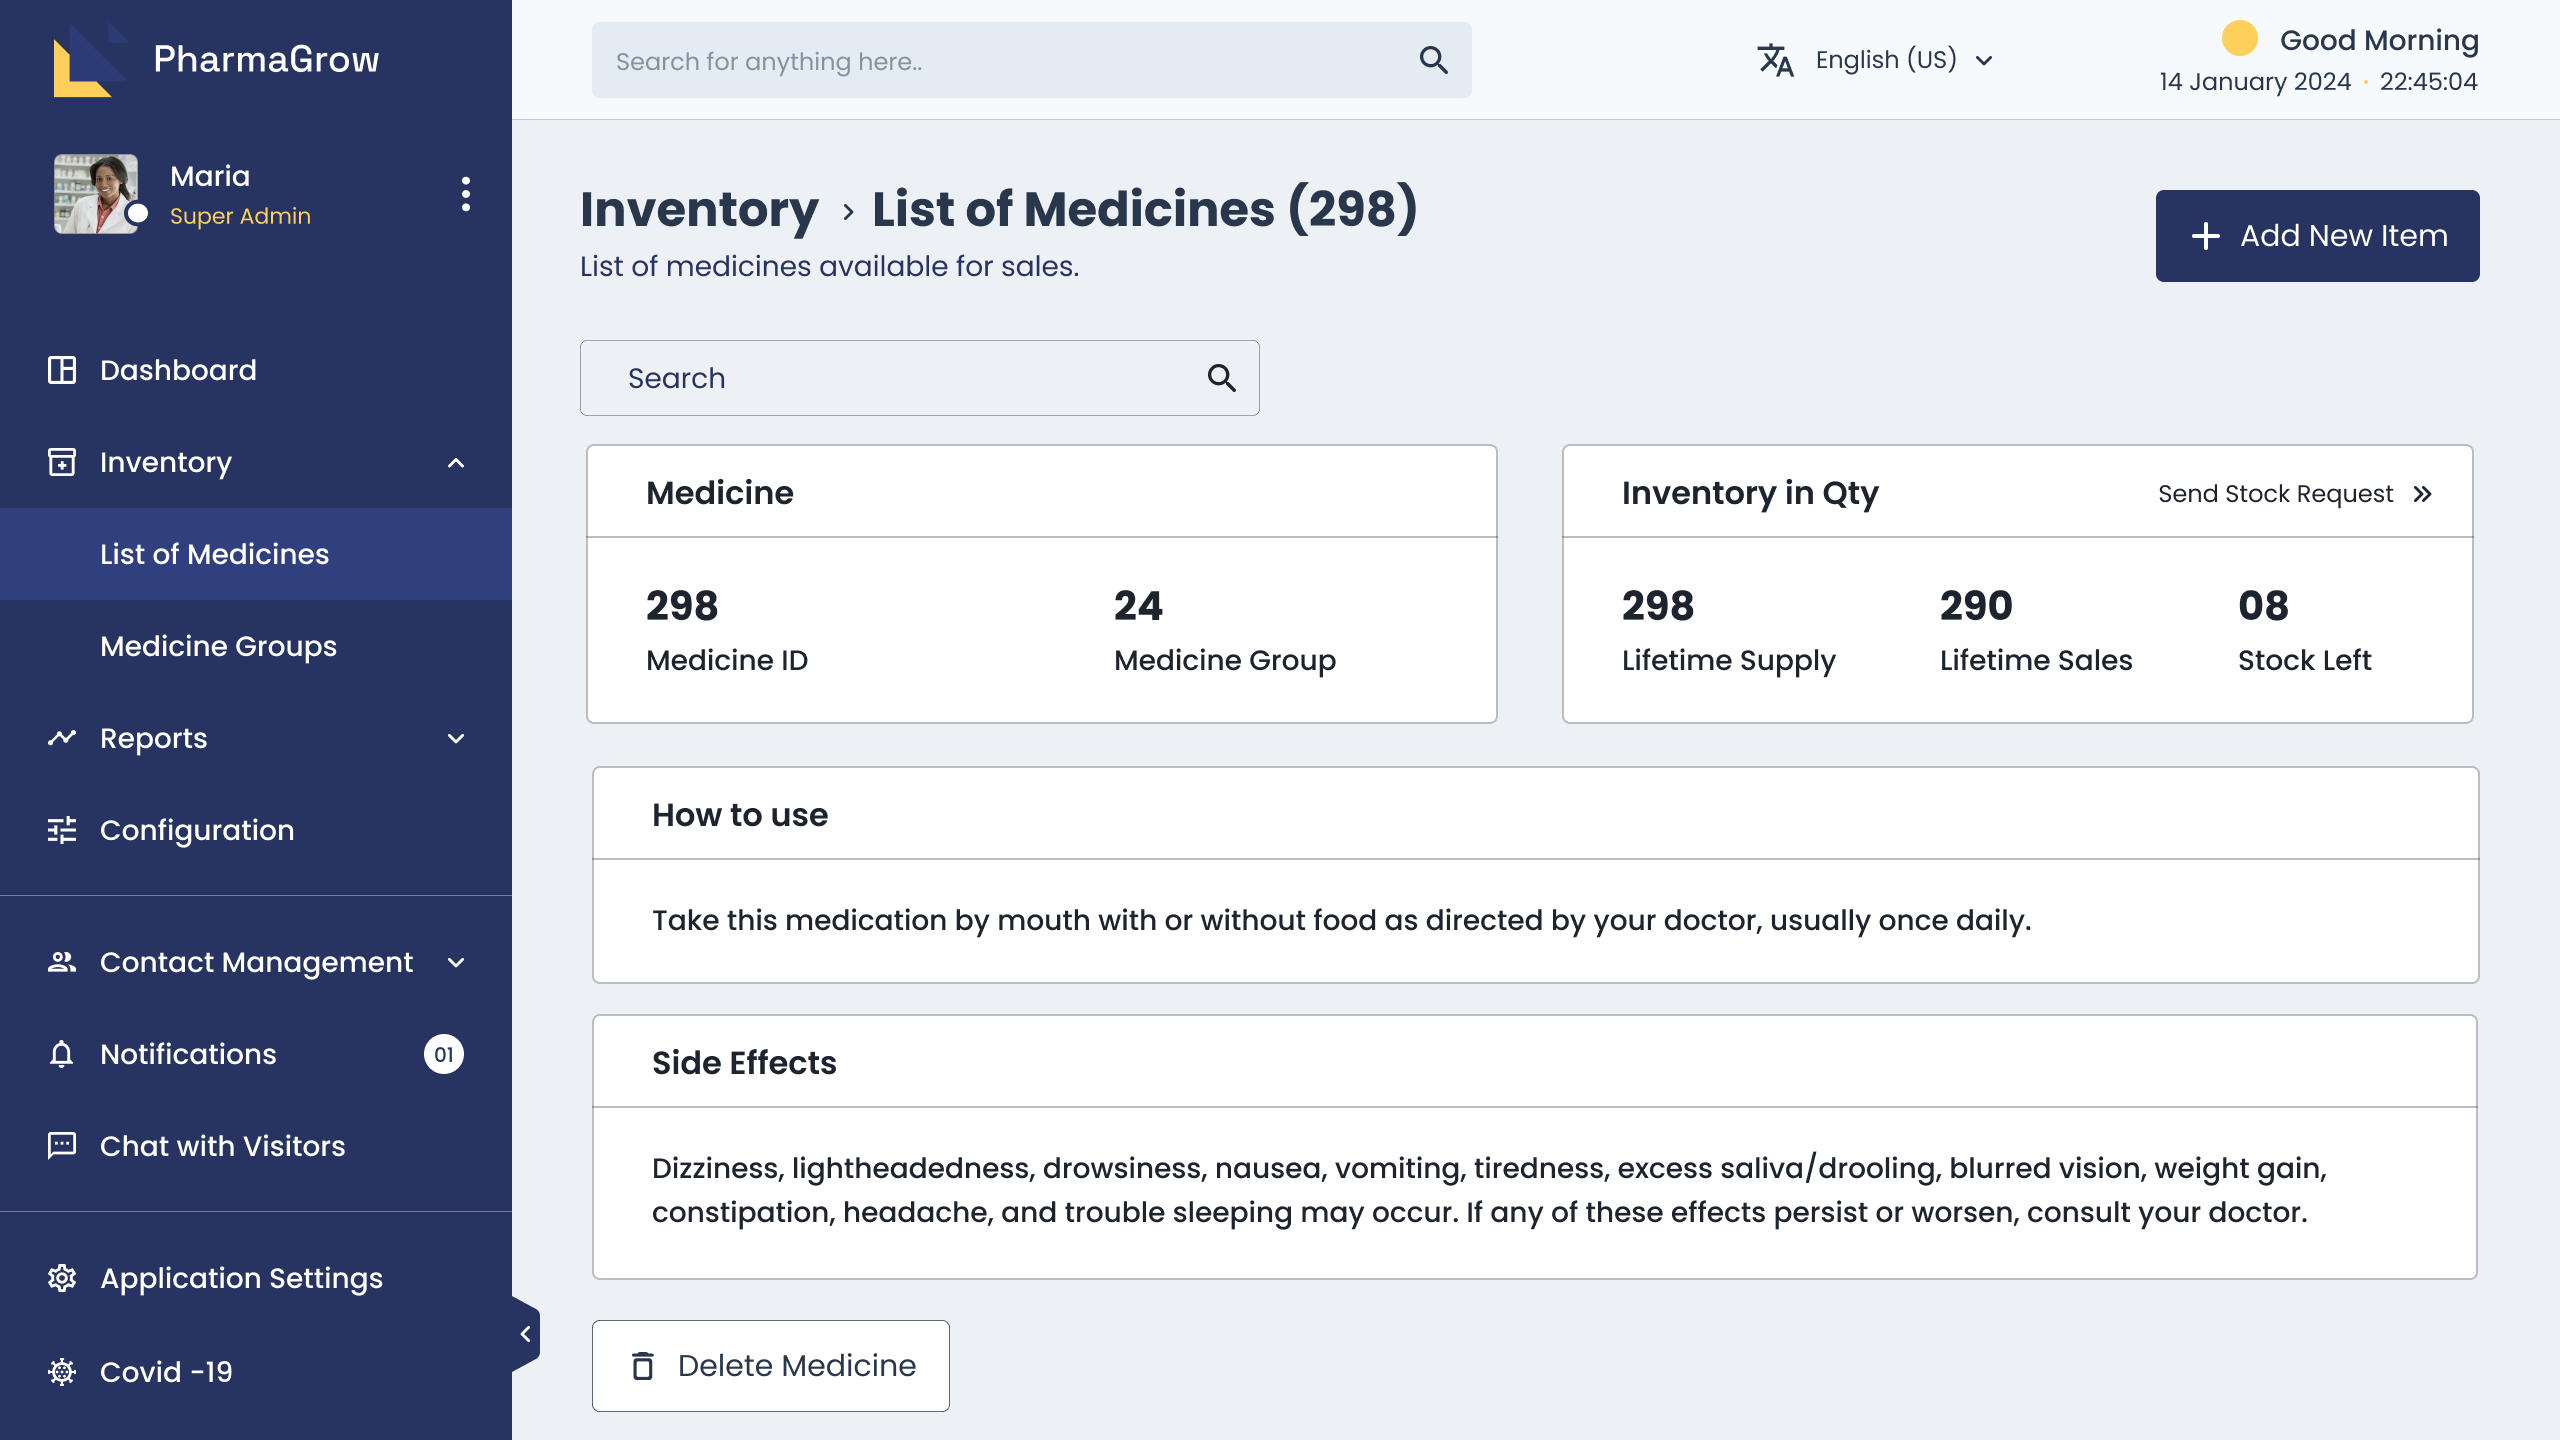 PharmaGrow
Maria
Super Admin
Dashboard
Inventory
List of Medicines
Medicine Groups
Reports
Configuration
Contact Management
Notifications
01
Chat with Visitors
Application Settings
Covid -19
Search for anything here..
English (US)
Good Morning
14 January 2024 • 22:45:04
Inventory › List of Medicines (298)
List of medicines available for sales.
Add New Item
Search
Medicine
298
Medicine ID
24
Medicine Group
Inventory in Qty
Send Stock Request
298
Lifetime Supply
290
Lifetime Sales
08
Stock Left
How to use
Take this medication by mouth with or without food as directed by your doctor, usually once daily.
Side Effects
Dizziness, lightheadedness, drowsiness, nausea, vomiting, tiredness, excess saliva/drooling, blurred vision, weight gain,
constipation, headache, and trouble sleeping may occur. If any of these effects persist or worsen, consult your doctor.
Delete Medicine